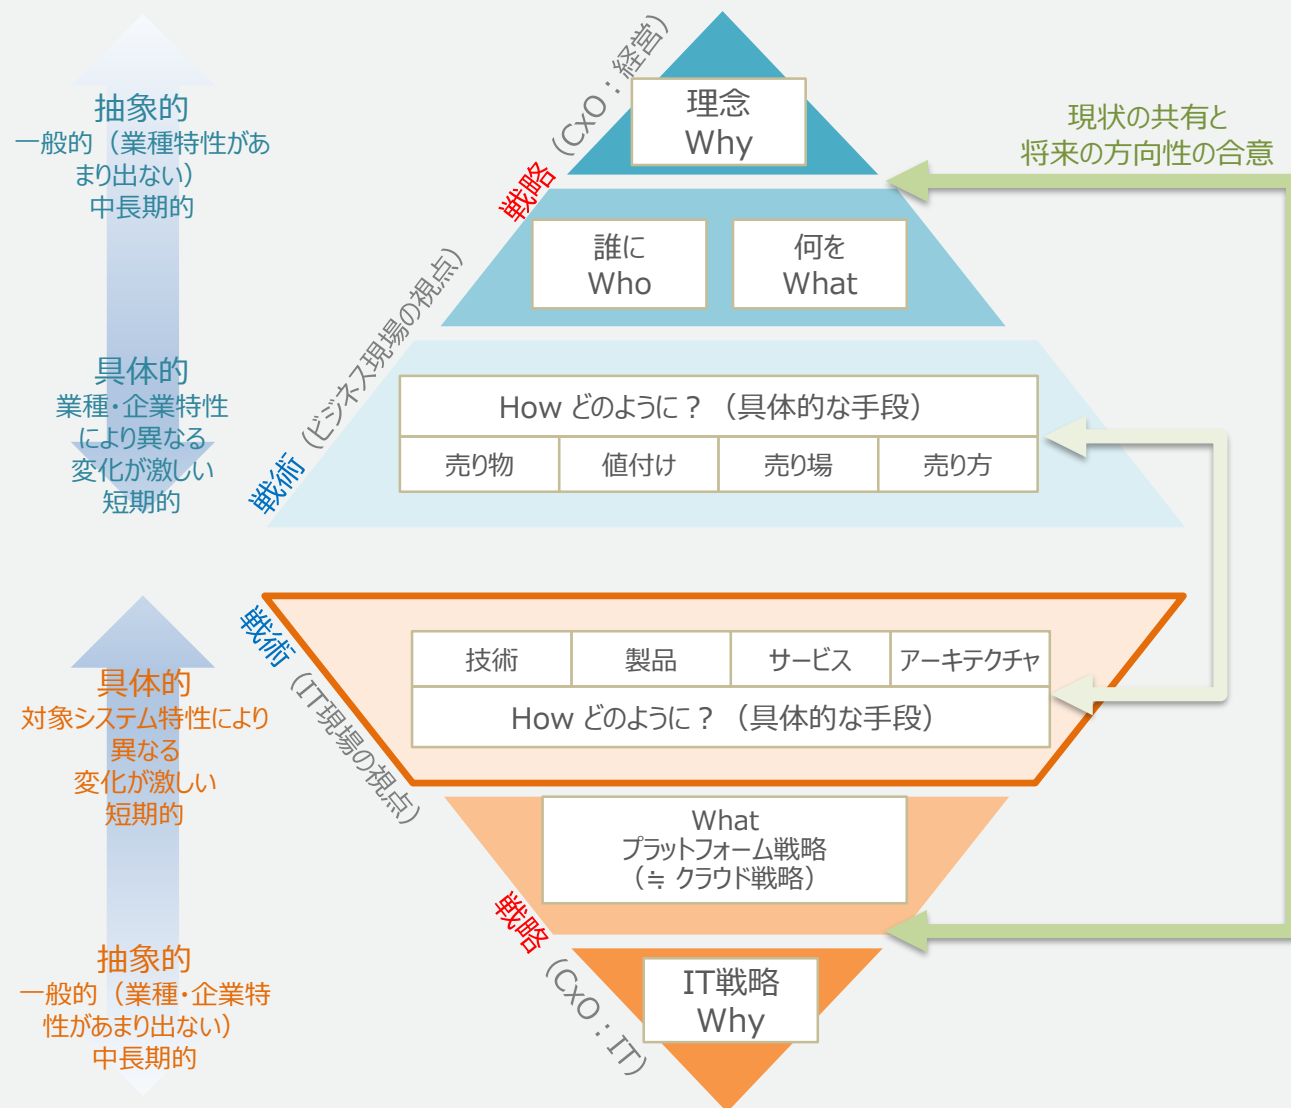 抽象的
一般的（業種特性があ
まり出ない）
中長期的
具体的
業種・企業特性
により異なる
変化が激しい
短期的
戦略（CxO：経営）
戦術（ビジネス現場の視点）
理念
Why
誰に
Who
何を
What
How どのように？（具体的な手段）
売り物
値付け
売り場
売り方
現状の共有と
将来の方向性の合意
具体的
対象システム特性により
異なる
変化が激しい
短期的
抽象的
一般的（業種・企業特
性があまり出ない）
中長期的
戦術（IT現場の視点）
戦略（CxO：IT）
技術
製品
サービス
アーキテクチャ
How どのように？（具体的な手段）
What
プラットフォーム戦略
（≒ クラウド戦略）
IT戦略
Why